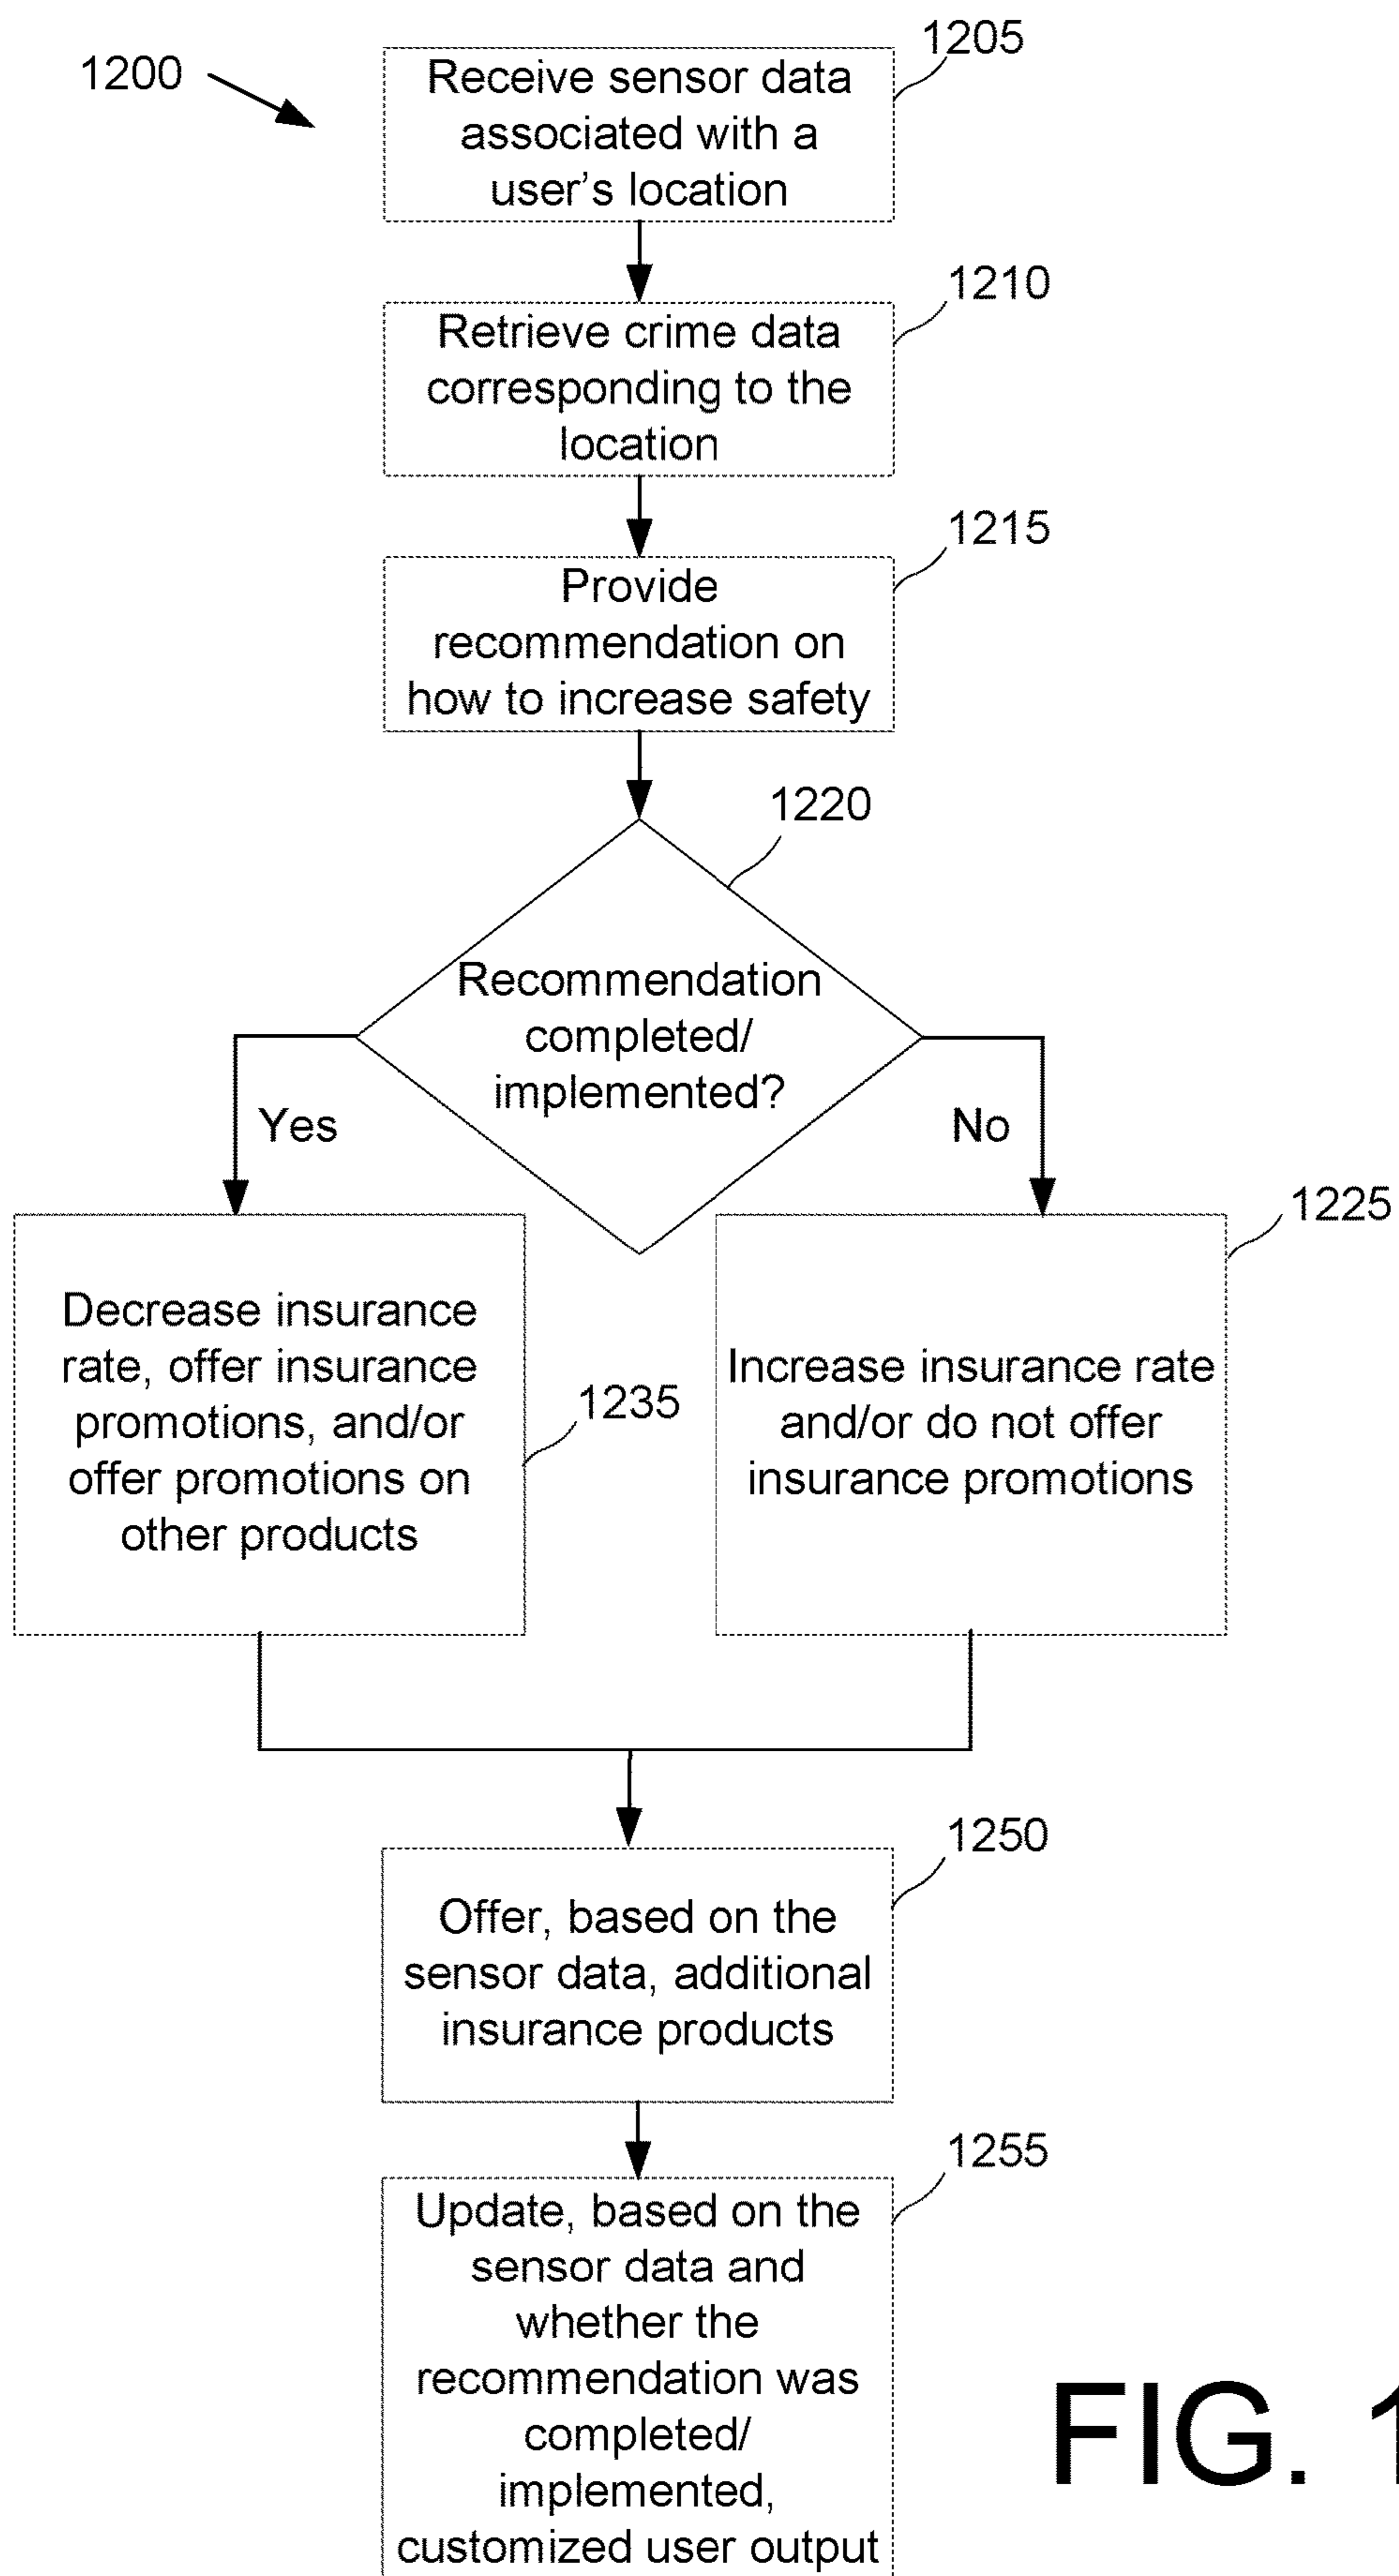 1200
1205
Receive sensor data
associated with a
user's location
1210
Retrieve crime data
corresponding to the
location
1215
Provide
recommendation on
how to increase safety
1220
Recommendation
completed/
implemented?
Yes
No
1225
Decrease insurance
rate, offer insurance
promotions, and/or
offer promotions on
other products
1235
Increase insurance rate
and/or do not offer
insurance promotions
1250
Offer, based on the
sensor data, additional
insurance products
1255
Update, based on the
sensor data and
whether the
recommendation was
completed/
implemented,
customized user output
FIG.